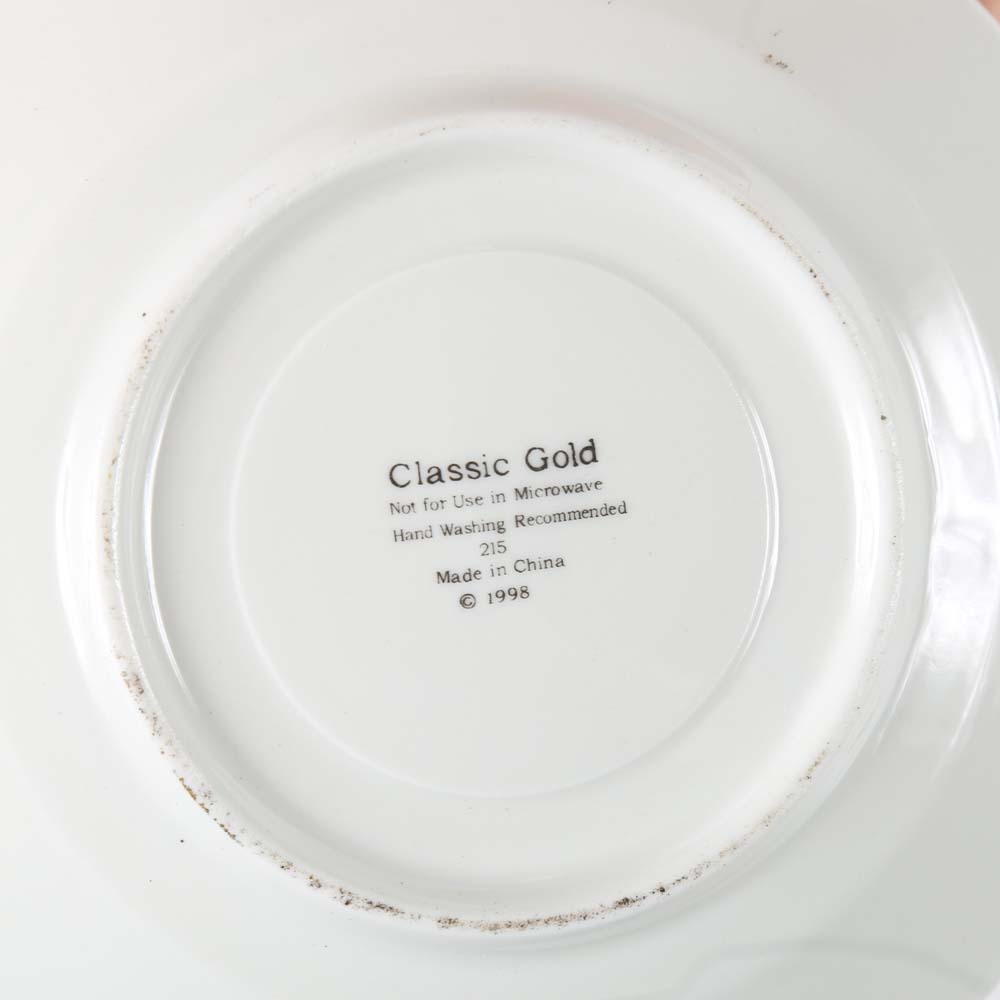 Classic Gold
Not for Use in Microwave
Hand Washing Recommended
215
Made in China
© 1998